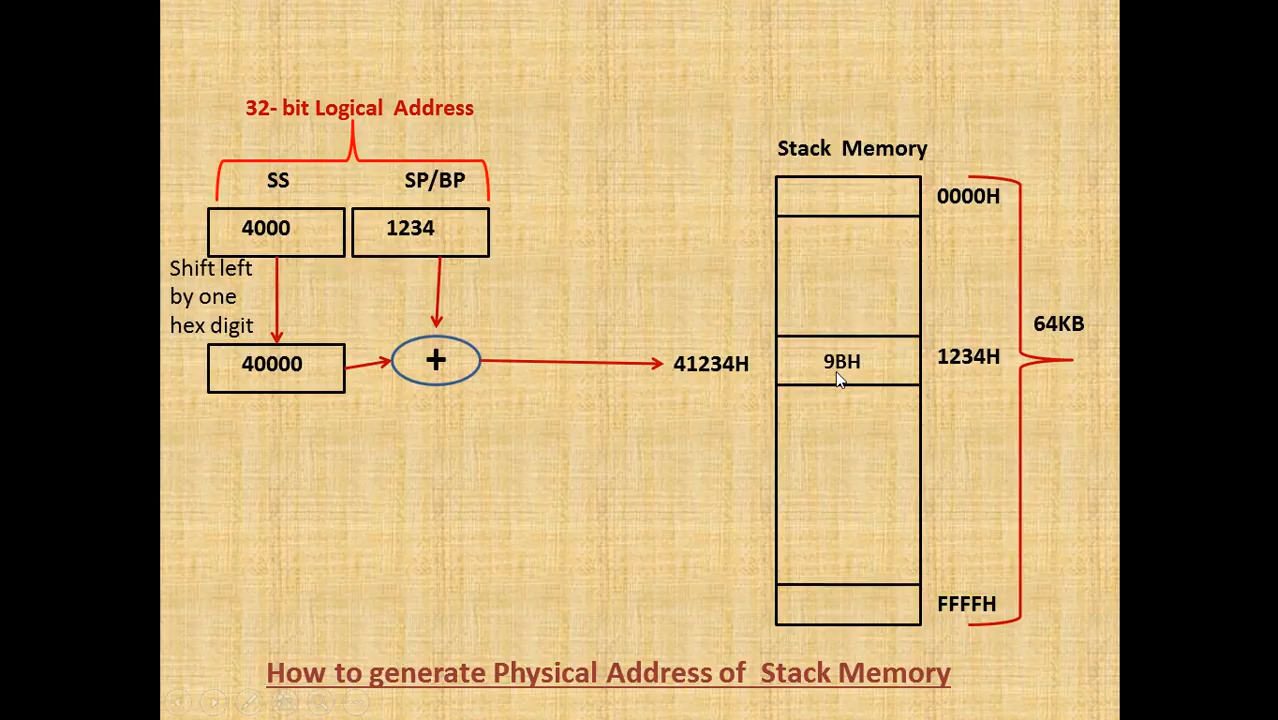 32- bit Logical Address
SS
SP/BP
4000
1234
Shift left
by one
hex digit
40000
+
41234H
Stack Memory
0000H
9BH
1234H
64KB
FFFFH
How to generate Physical Address of Stack Memory